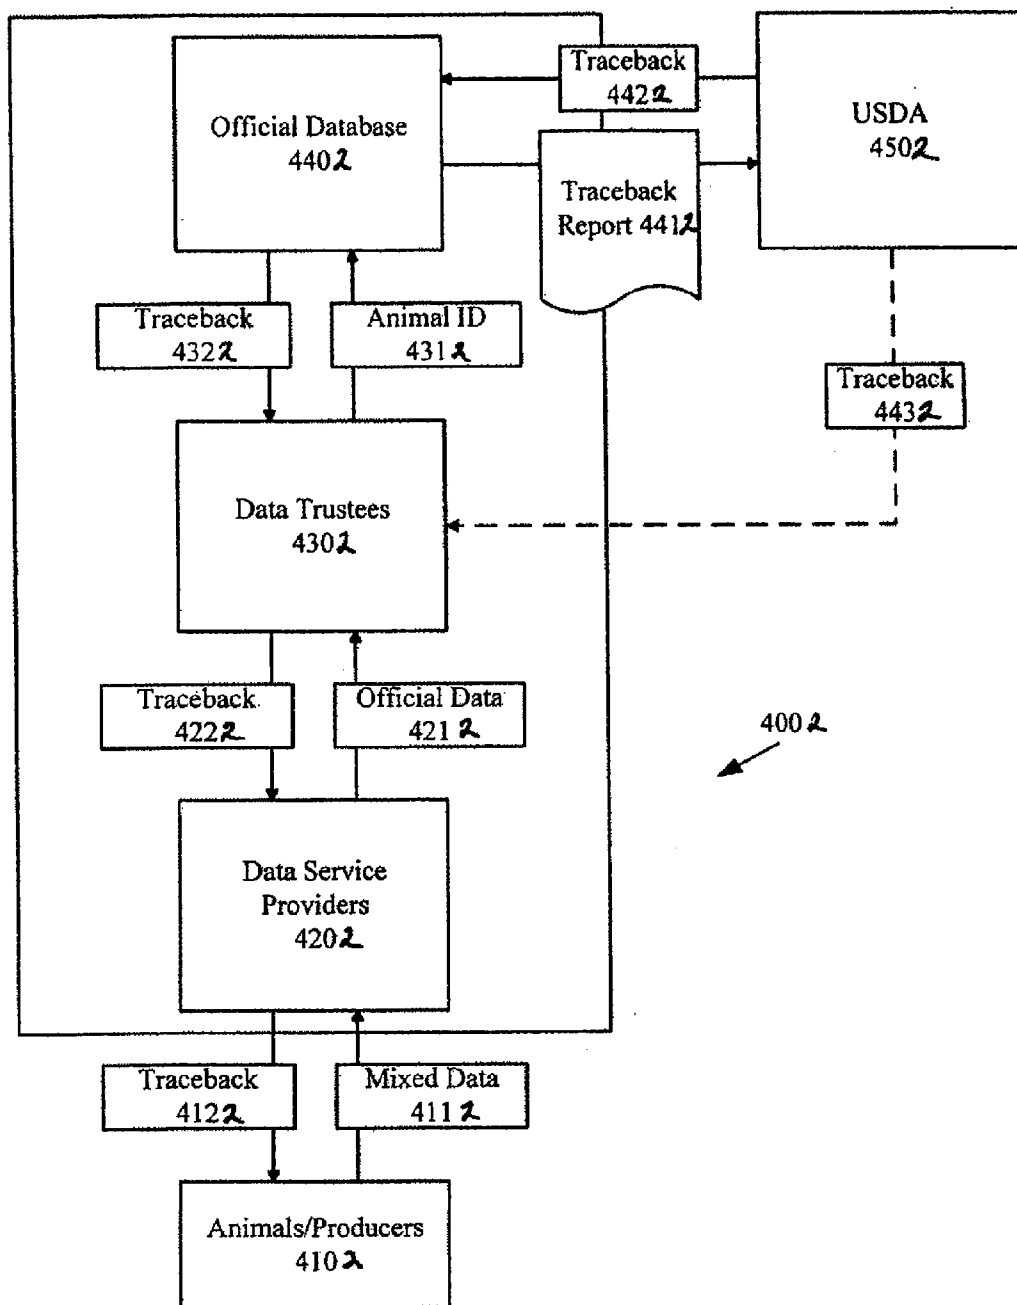 Traceback
4422
Official Database
4402
USDA
4502
Traceback
Report 4412
Traceback
4322
Animal ID
4312
Traceback
4432
Data Trustees
4302
Traceback
4222
Official Data
4212
4002
Data Service
Providers
4202
Traceback
4122
Mixed Data
4112
Animals/Producers
4102